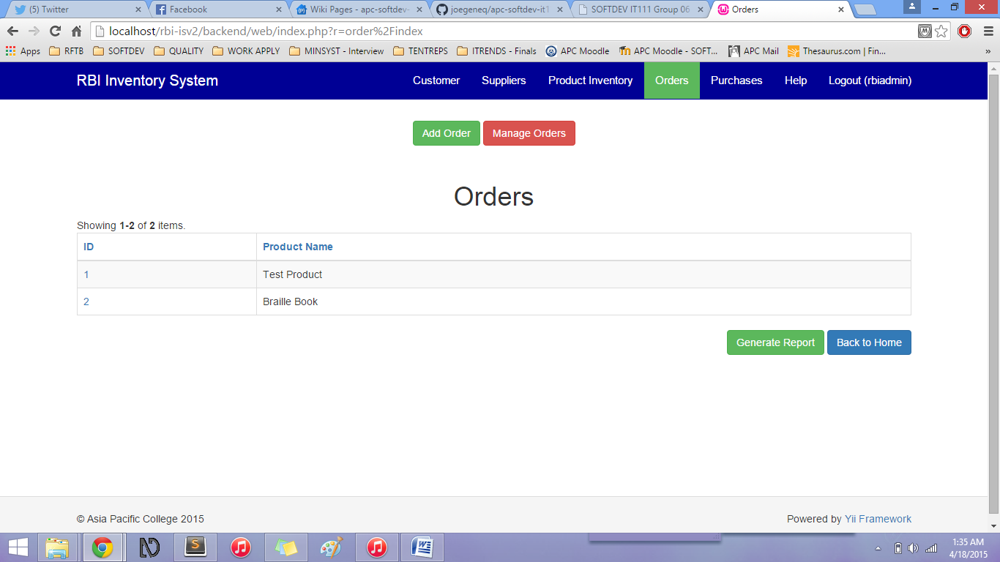 (5) Twitter
Facebook
Wiki Pages - apc-softdev-
joegeneq/apc-softdev-it1
SOFTDEV IT111 Group 06
Orders
localhost/rbi-isv2/backend/web/index.php?r=order%2Findex
Apps RFTB SOFTDEV QUALITY WORK APPLY MINSYST - Interview TENTREPS ITRENDS - Finals APC Moodle APC Moodle - SOFT... APC Mail Thesaurus.com | Fin... »
RBI Inventory System Customer Suppliers Product Inventory Orders Purchases Help Logout (rbiadmin)
Add Order Manage Orders
Orders
Showing 1-2 of 2 items.
ID Product Name
1 Test Product
2 Braille Book
Generate Report Back to Home
© Asia Pacific College 2015 Powered by Yii Framework
1:35 AM
4/18/2015